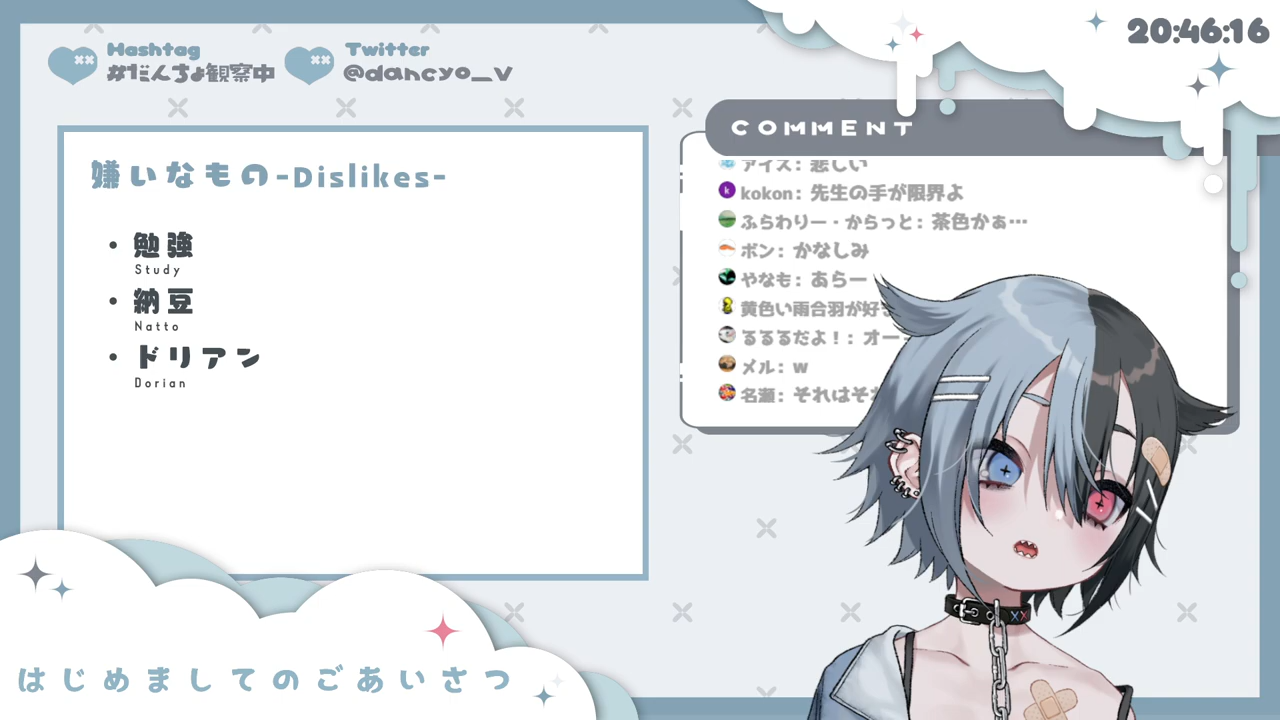 20:46:16
Hashtag
#だんちょ観察中
Twitter
@dancyo_v
COMMENT
アイス: 悲しい
kokon: 先生の手が限界よ
ふらわりー・からっと: 茶色かぁ…
ボン: かなしみ
やなも: あらー
黄色い雨合羽が好き
るるるだよ！: オー
メル: w
名瀬: それはそれ
嫌いなもの-Dislikes-
• 勉強
Study
• 納豆
Natto
• ドリアン
Dorian
はじめましてのごあいさつ